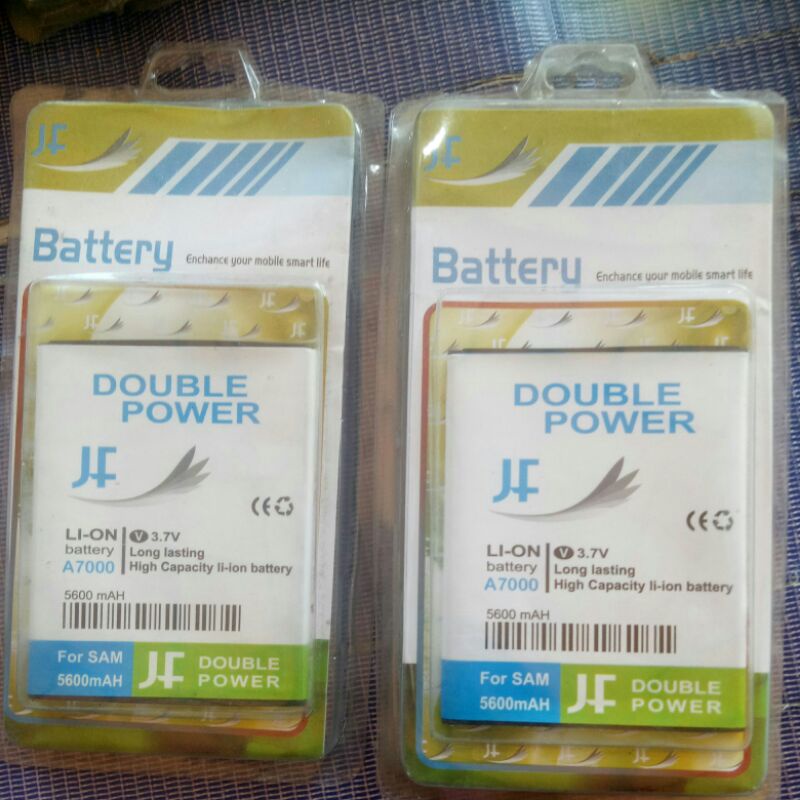 JF
Battery Enchance your mobile smart life
DOUBLE
POWER
JF
LI-ON
battery
A7000
V 3.7V
Long lasting
High Capacity li-ion battery
5600 mAH
For SAM
5600mAH
JF
DOUBLE
POWER
JF
Battery Enchance your mobile smart life
DOUBLE
POWER
JF
LI-ON
battery
A7000
V 3.7V
Long lasting
High Capacity li-ion battery
5600 mAH
For SAM
5600mAH
JF
DOUBLE
POWER